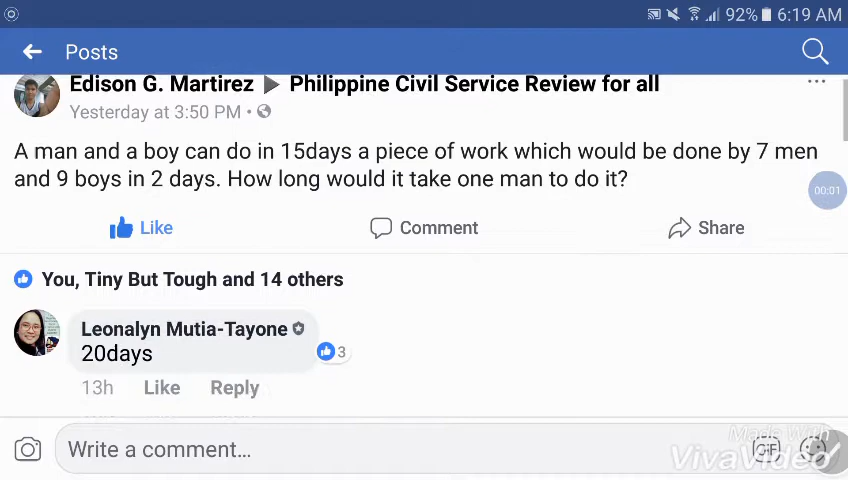 92% 6:19 AM
Posts
Edison G. Martirez ▶ Philippine Civil Service Review for all
Yesterday at 3:50 PM •
A man and a boy can do in 15days a piece of work which would be done by 7 men
and 9 boys in 2 days. How long would it take one man to do it?
00:01
Like Comment Share
You, Tiny But Tough and 14 others
Leonalyn Mutia-Tayone
20days
3
13h Like Reply
Write a comment...
GIF
Made With
VivaVideo